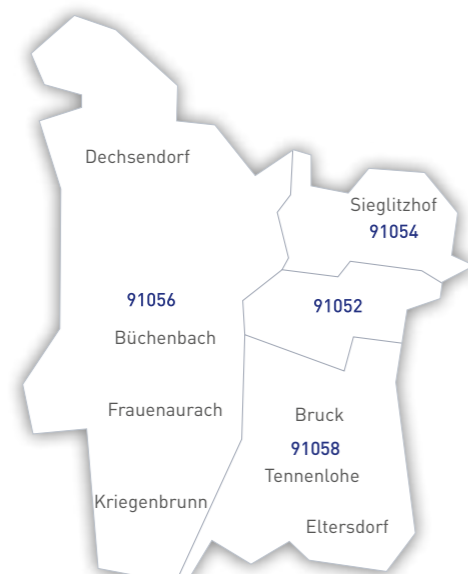 Dechsendorf
Sieglitzhof
91054
91056
91052
Büchenbach
Frauenaurach
Bruck
91058
Tennenlohe
Kriegenbrunn
Eltersdorf